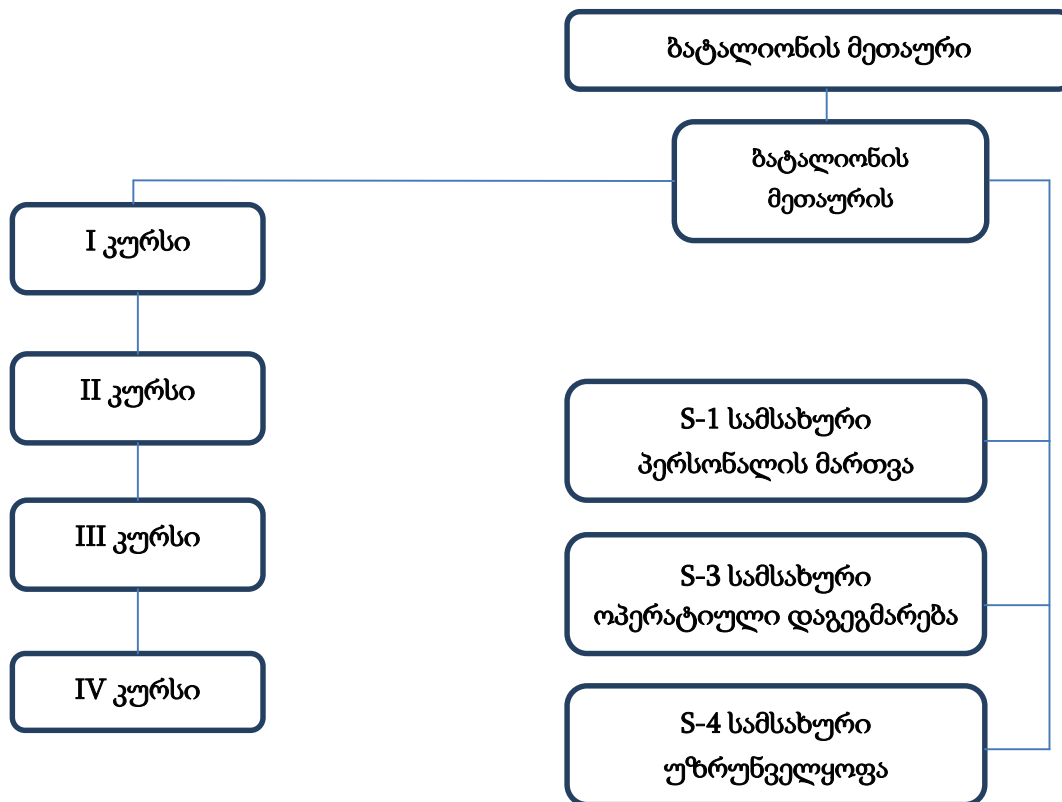 ბატალიონის მეთაური
ბატალიონის
მეთაურის
I კურსი
II კურსი
III კურსი
IV კურსი
S-1 სამსახური
პერსონალის მართვა
S-3 სამსახური
ოპერატიული დაგეგმარება
S-4 სამსახური
უზრუნველყოფა